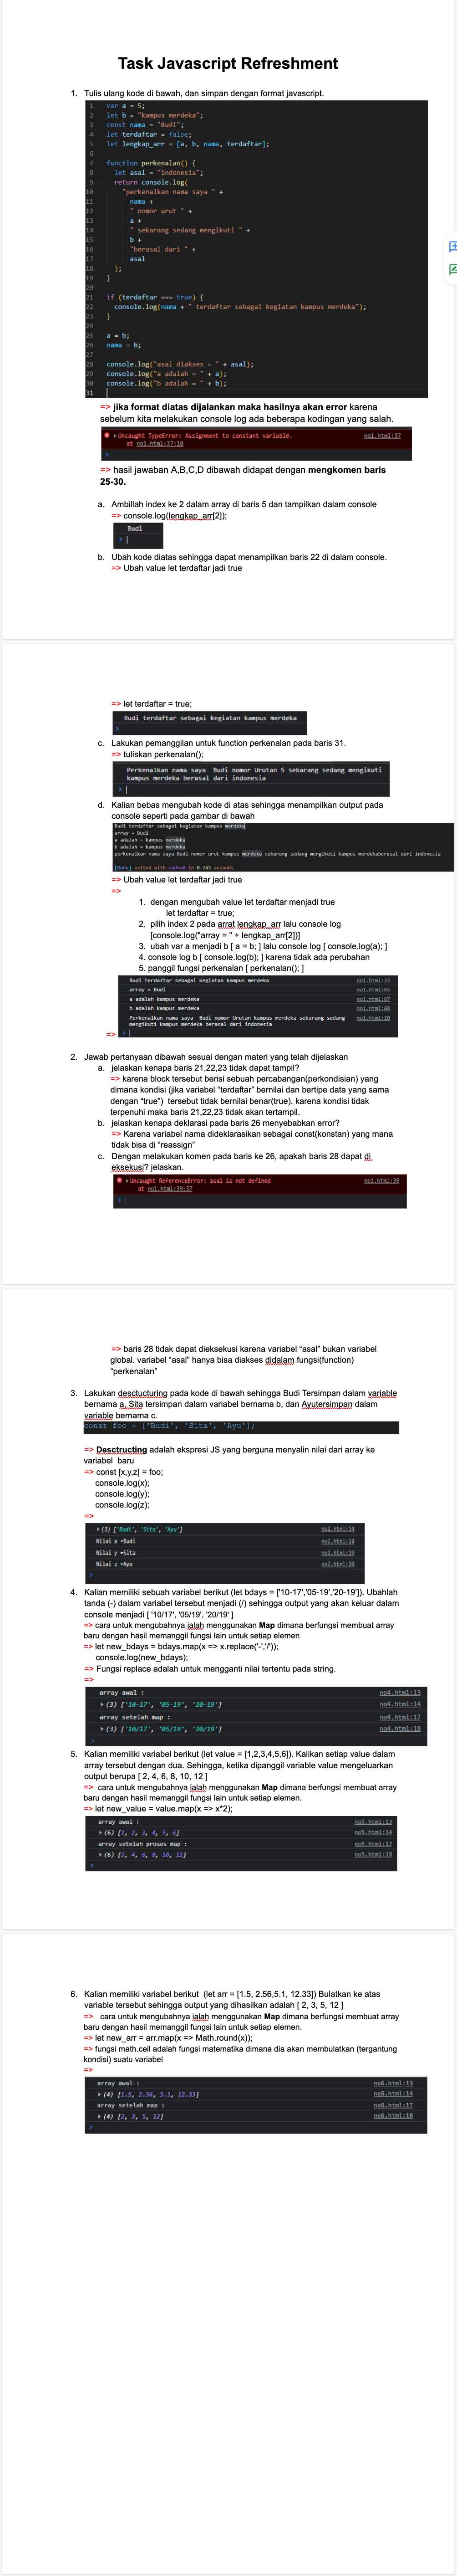 Task Javascript Refreshment
1. Tulis ulang kode di bawah, dan simpan dengan format javascript.
1 var a = 5;
2 let b = "kampus merdeka";
3 const nama = "Budi";
4 let terdaftar = false;
5 let lengkap_arr = [a, b, nama, terdaftar];
6
7 function perkenalan() {
8 let asal = "indonesia";
9 return console.log(
10 "perkenalkan nama saya " +
11 nama +
12 " nomor urut " +
13 a +
14 " sekarang sedang mengikuti " +
15 b +
16 "berasal dari " +
17 asal
18 );
19 }
20
21 if (terdaftar === true) {
22 console.log(nama + " terdaftar sebagai kegiatan kampus merdeka");
23 }
24
25 a = b;
26 nama = b;
27
28 console.log("asal diakses = " + asal);
29 console.log("a adalah = " + a);
30 console.log("b adalah = " + b);
31
=> jika format diatas dijalankan maka hasilnya akan error karena
sebelum kita melakukan console log ada beberapa kodingan yang salah.
Uncaught TypeError: Assignment to constant variable. no1.html:37
at no1.html:37:10
=> hasil jawaban A,B,C,D dibawah didapat dengan mengkomen baris
25-30.
a. Ambillah index ke 2 dalam array di baris 5 dan tampilkan dalam console
=> console.log(lengkap_arr[2]);
Budi
b. Ubah kode diatas sehingga dapat menampilkan baris 22 di dalam console.
=> Ubah value let terdaftar jadi true
=> let terdaftar = true;
Budi terdaftar sebagai kegiatan kampus merdeka
c. Lakukan pemanggilan untuk function perkenalan pada baris 31.
=> tuliskan perkenalan();
Perkenalkan nama saya Budi nomor Urutan 5 sekarang sedang mengikuti
kampus merdeka berasal dari indonesia
d. Kalian bebas mengubah kode di atas sehingga menampilkan output pada
console seperti pada gambar di bawah
Budi terdaftar sebagai kegiatan kampus merdeka
array = Budi
a adalah = kampus merdeka
b adalah = kampus merdeka
perkenalkan nama saya Budi nomor urut kampus merdeka sekarang sedang mengikuti kampus merdekaberasal dari indonesia
[Done] exited with code=0 in 0.243 seconds
=> Ubah value let terdaftar jadi true
=>
1. dengan mengubah value let terdaftar menjadi true
let terdaftar = true;
2. pilih index 2 pada arrat lengkap_arr lalu console log
[console.log("array = " + lengkap_arr[2])]
3. ubah var a menjadi b [ a = b; ] lalu console log [ console.log(a); ]
4. console log b [ console.log(b); ] karena tidak ada perubahan
5. panggil fungsi perkenalan [ perkenalan(); ]
Budi terdaftar sebagai kegiatan kampus merdeka no1.html:33
array = Budi no1.html:65
a adalah kampus merdeka no1.html:67
b adalah kampus merdeka no1.html:68
Perkenalkan nama saya Budi nomor Urutan kampus merdeka sekarang sedang no1.html:20
mengikuti kampus merdeka berasal dari indonesia
=>
2. Jawab pertanyaan dibawah sesuai dengan materi yang telah dijelaskan
a. jelaskan kenapa baris 21,22,23 tidak dapat tampil?
=> karena block tersebut berisi sebuah percabangan(perkondisian) yang
dimana kondisi (jika variabel "terdaftar" bernilai dan bertipe data yang sama
dengan "true") tersebut tidak bernilai benar(true). karena kondisi tidak
terpenuhi maka baris 21,22,23 tidak akan tertampil.
b. jelaskan kenapa deklarasi pada baris 26 menyebabkan error?
=> Karena variabel nama dideklarasikan sebagai const(konstan) yang mana
tidak bisa di "reassign"
c. Dengan melakukan komen pada baris ke 26, apakah baris 28 dapat di
eksekusi? jelaskan.
Uncaught ReferenceError: asal is not defined no1.html:39
at no1.html:39:37
=> baris 28 tidak dapat dieksekusi karena variabel "asal" bukan variabel
global. variabel "asal" hanya bisa diakses didalam fungsi(function)
"perkenalan"
3. Lakukan desctucturing pada kode di bawah sehingga Budi Tersimpan dalam variable
bernama a, Sita tersimpan dalam variabel bernama b, dan Ayutersimpan dalam
variable bernama c.
const foo = ['Budi', 'Sita', 'Ayu'];
=> Desctructing adalah ekspresi JS yang berguna menyalin nilai dari array ke
variabel baru
=> const [x,y,z] = foo;
console.log(x);
console.log(y);
console.log(z);
=>
(3) ['Budi', 'Sita', 'Ayu'] no2.html:14
Nilai x =Budi no2.html:18
Nilai y =Sita no2.html:19
Nilai z =Ayu no2.html:20
4. Kalian memiliki sebuah variabel berikut (let bdays = ['10-17','05-19','20-19']). Ubahlah
tanda (-) dalam variabel tersebut menjadi (/) sehingga output yang akan keluar dalam
console menjadi [ '10/17', '05/19', '20/19' ]
=> cara untuk mengubahnya ialah menggunakan Map dimana berfungsi membuat array
baru dengan hasil memanggil fungsi lain untuk setiap elemen
=> let new_bdays = bdays.map(x => x.replace('-','/'));
console.log(new_bdays);
=> Fungsi replace adalah untuk mengganti nilai tertentu pada string.
=>
array awal : no4.html:13
(3) ['10-17', '05-19', '20-19'] no4.html:14
array setelah map : no4.html:17
(3) ['10/17', '05/19', '20/19'] no4.html:18
5. Kalian memiliki variabel berikut (let value = [1,2,3,4,5,6]). Kalikan setiap value dalam
array tersebut dengan dua. Sehingga, ketika dipanggil variable value mengeluarkan
output berupa [ 2, 4, 6, 8, 10, 12 ]
=> cara untuk mengubahnya ialah menggunakan Map dimana berfungsi membuat array
baru dengan hasil memanggil fungsi lain untuk setiap elemen.
=> let new_value = value.map(x => x*2);
array awal : no5.html:13
(6) [1, 2, 3, 4, 5, 6] no5.html:14
array setelah proses map : no5.html:17
(6) [2, 4, 6, 8, 10, 12] no5.html:18
6. Kalian memiliki variabel berikut (let arr = [1.5, 2.56,5.1, 12.33]) Bulatkan ke atas
variable tersebut sehingga output yang dihasilkan adalah [ 2, 3, 5, 12 ]
=> cara untuk mengubahnya ialah menggunakan Map dimana berfungsi membuat array
baru dengan hasil memanggil fungsi lain untuk setiap elemen.
=> let new_arr = arr.map(x => Math.round(x));
=> fungsi math.ceil adalah fungsi matematika dimana dia akan membulatkan (tergantung
kondisi) suatu variabel
=>
array awal : no6.html:13
(4) [1.5, 2.56, 5.1, 12.33] no6.html:14
array setelah map : no6.html:17
(4) [2, 3, 5, 12] no6.html:18